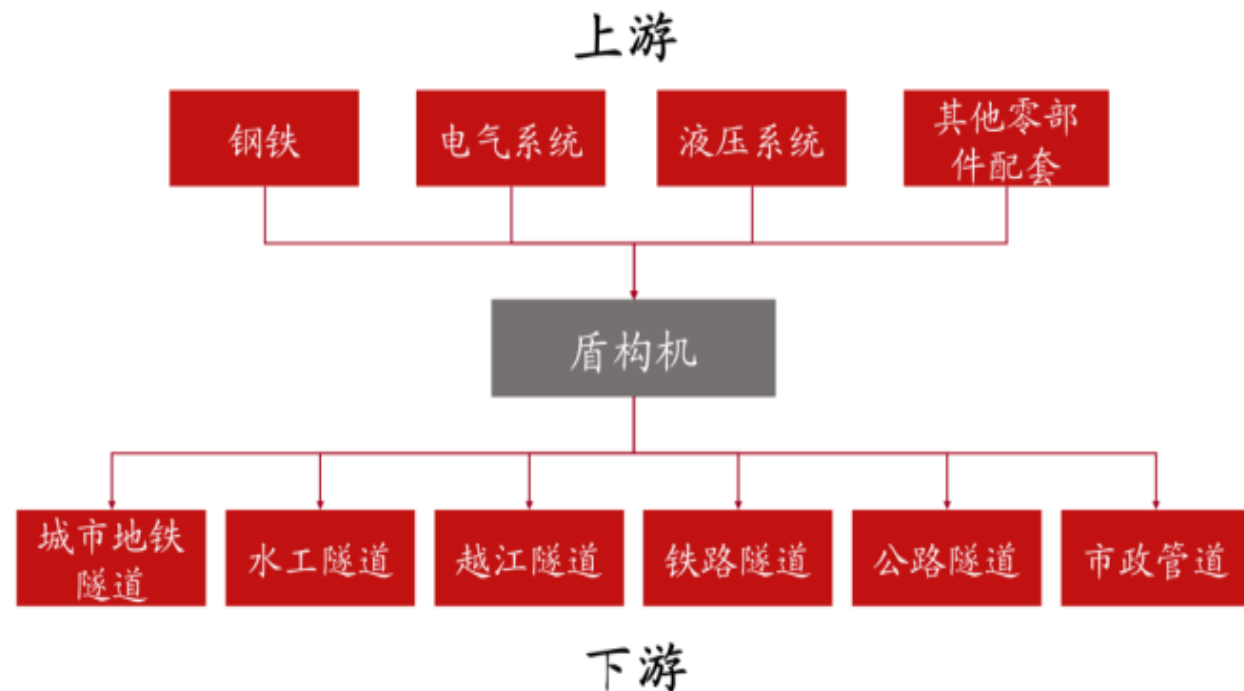 上游
钢铁
电气系统
液压系统
其他零部
件配套
盾构机
城市地铁
隧道
水工隧道
越江隧道
铁路隧道
公路隧道
市政管道
下游